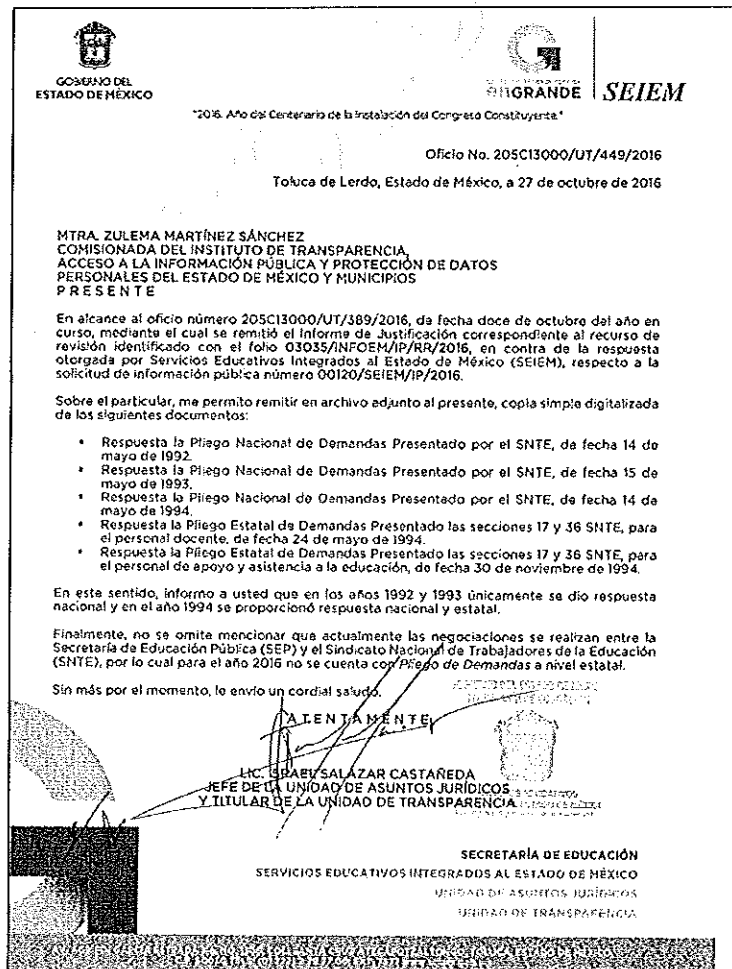 GOBIERNO DEL
ESTADO DE MÉXICO
enGRANDE
SEIEM
"2016. Año del Centenario de la Instalación del Congreso Constituyente."
Oficio No. 205C13000/UT/449/2016
Toluca de Lerdo, Estado de México, a 27 de octubre de 2016
MTRA. ZULEMA MARTÍNEZ SÁNCHEZ
COMISIONADA DEL INSTITUTO DE TRANSPARENCIA,
ACCESO A LA INFORMACIÓN PÚBLICA Y PROTECCIÓN DE DATOS
PERSONALES DEL ESTADO DE MÉXICO Y MUNICIPIOS
P R E S E N T E
En alcance al oficio número 205C13000/UT/389/2016, de fecha doce de octubre del año en
curso, mediante el cual se remitió el Informe de Justificación correspondiente al recurso de
revisión identificado con el folio 03035/INFOEM/IP/RR/2016, en contra de la respuesta
otorgada por Servicios Educativos Integrados al Estado de México (SEIEM), respecto a la
solicitud de información pública número 00120/SEIEM/IP/2016.
Sobre el particular, me permito remitir en archivo adjunto al presente, copia simple digitalizada
de los siguientes documentos:
• Respuesta la Pliego Nacional de Demandas Presentado por el SNTE, de fecha 14 de
mayo de 1992.
• Respuesta la Pliego Nacional de Demandas Presentado por el SNTE, de fecha 15 de
mayo de 1993.
• Respuesta la Pliego Nacional de Demandas Presentado por el SNTE, de fecha 14 de
mayo de 1994.
• Respuesta la Pliego Estatal de Demandas Presentado las secciones 17 y 36 SNTE, para
el personal docente, de fecha 24 de mayo de 1994.
• Respuesta la Pliego Estatal de Demandas Presentado las secciones 17 y 36 SNTE, para
el personal de apoyo y asistencia a la educación, de fecha 30 de noviembre de 1994.
En este sentido, informo a usted que en los años 1992 y 1993 únicamente se dio respuesta
nacional y en el año 1994 se proporcionó respuesta nacional y estatal.
Finalmente, no se omite mencionar que actualmente las negociaciones se realizan entre la
Secretaría de Educación Pública (SEP) y el Sindicato Nacional de Trabajadores de la Educación
(SNTE), por lo cual para el año 2016 no se cuenta con Pliego de Demandas a nivel estatal.
Sin más por el momento, le envío un cordial saludo.
A T E N T A M E N T E
LIC. ISRAEL SALAZAR CASTAÑEDA
JEFE DE LA UNIDAD DE ASUNTOS JURÍDICOS
Y TITULAR DE LA UNIDAD DE TRANSPARENCIA
SECRETARÍA DE EDUCACIÓN
SERVICIOS EDUCATIVOS INTEGRADOS AL ESTADO DE MÉXICO
UNIDAD DE ASUNTOS JURÍDICOS
UNIDAD DE TRANSPARENCIA